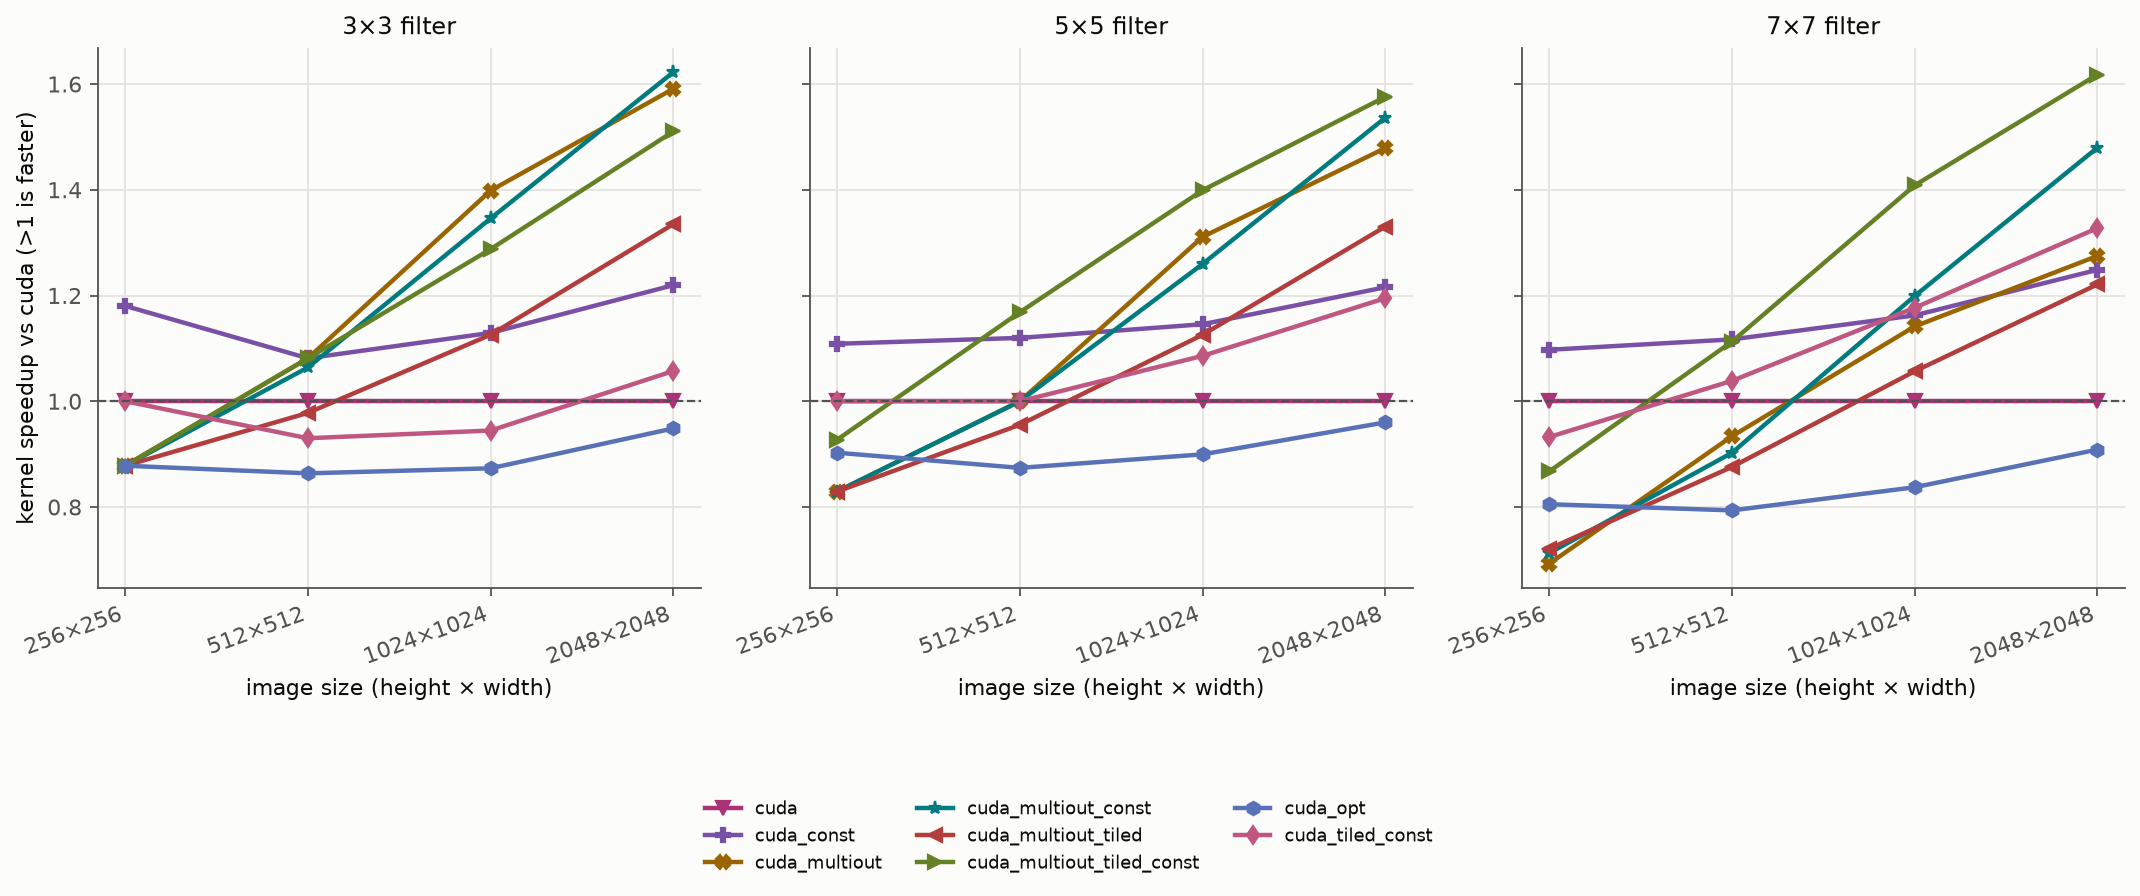 3×3 filter
5×5 filter
7×7 filter
kernel speedup vs cuda (>1 is faster)
1.6
1.4
1.2
1.0
0.8
256×256
512×512
1024×1024
2048×2048
256×256
512×512
1024×1024
2048×2048
256×256
512×512
1024×1024
2048×2048
image size (height × width)
image size (height × width)
image size (height × width)
cuda
cuda_const
cuda_multiout
cuda_multiout_const
cuda_multiout_tiled
cuda_multiout_tiled_const
cuda_opt
cuda_tiled_const